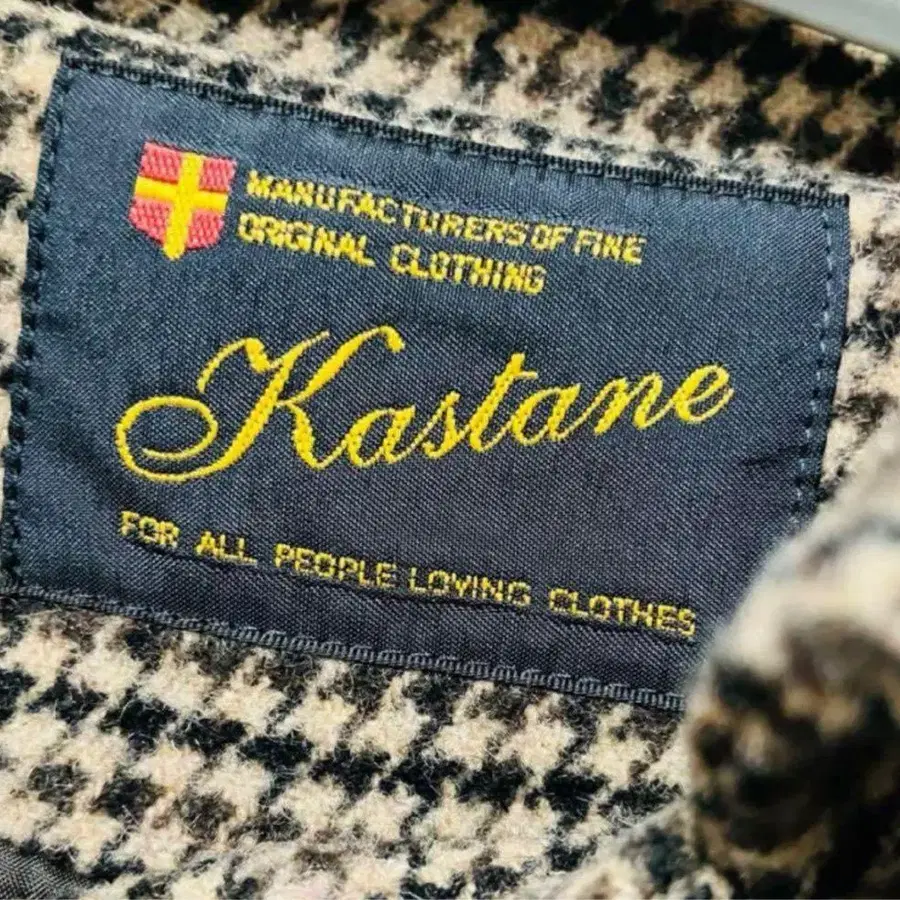 MANUFACTURERS OF FINE
ORIGINAL CLOTHING
Kastane
FOR ALL PEOPLE LOVING CLOTHES